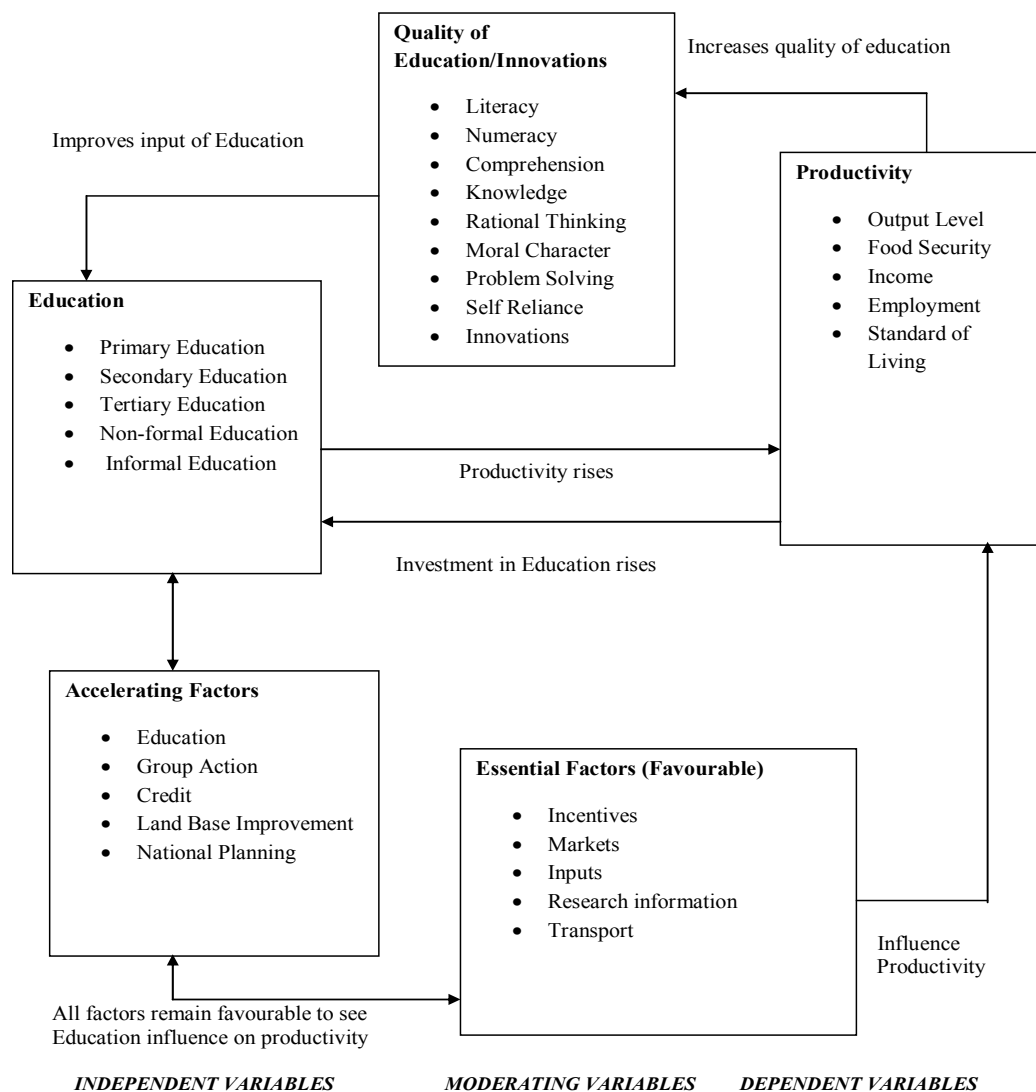 Quality of
Education/Innovations
• Literacy
• Numeracy
• Comprehension
• Knowledge
• Rational Thinking
• Moral Character
• Problem Solving
• Self Reliance
• Innovations
Increases quality of education
Improves input of Education
Productivity
• Output Level
• Food Security
• Income
• Employment
• Standard of
Living
Education
• Primary Education
• Secondary Education
• Tertiary Education
• Non-formal Education
• Informal Education
Productivity rises
Investment in Education rises
Accelerating Factors
• Education
• Group Action
• Credit
• Land Base Improvement
• National Planning
Essential Factors (Favourable)
• Incentives
• Markets
• Inputs
• Research information
• Transport
Influence
Productivity
All factors remain favourable to see
Education influence on productivity
INDEPENDENT VARIABLES
MODERATING VARIABLES
DEPENDENT VARIABLES